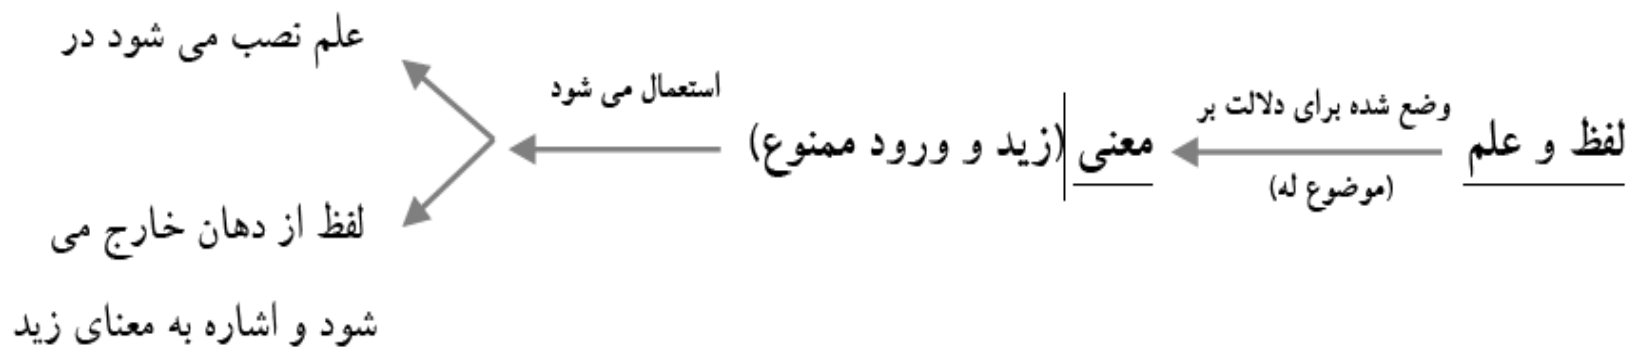 لفظ و علم
وضع شده برای دلالت بر
(موضوع له)
معنی (زید و ورود ممنوع)
استعمال می شود
علم نصب می شود در
لفظ از دهان خارج می
شود و اشاره به معنای زید